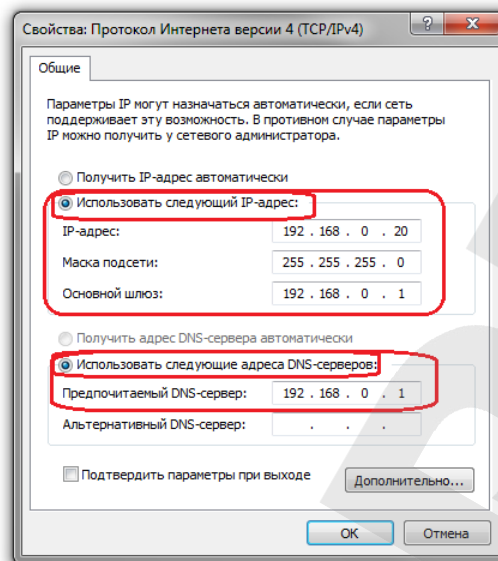 Свойства: Протокол Интернета версии 4 (TCP/IPv4)
Общие
Параметры IP могут назначаться автоматически, если сеть
поддерживает эту возможность. В противном случае параметры
IP можно получить у сетевого администратора.
Получить IP-адрес автоматически
Использовать следующий IP-адрес:
IP-адрес: 192 . 168 . 0 . 20
Маска подсети: 255 . 255 . 255 . 0
Основной шлюз: 192 . 168 . 0 . 1
Получить адрес DNS-сервера автоматически
Использовать следующие адреса DNS-серверов:
Предпочитаемый DNS-сервер: 192 . 168 . 0 . 1
Альтернативный DNS-сервер: . . .
Подтвердить параметры при выходе
Дополнительно...
ОК Отмена